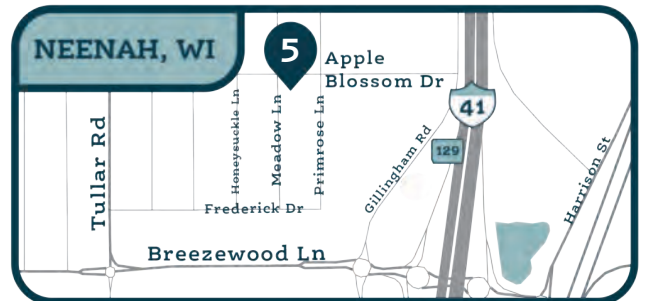 NEENAH, WI
5
Apple
Blossom Dr
41
129
Tullar Rd
Honeysuckle Ln
Meadow Ln
Primrose Ln
Gillingham Rd
Harrison St
Frederick Dr
Breezewood Ln